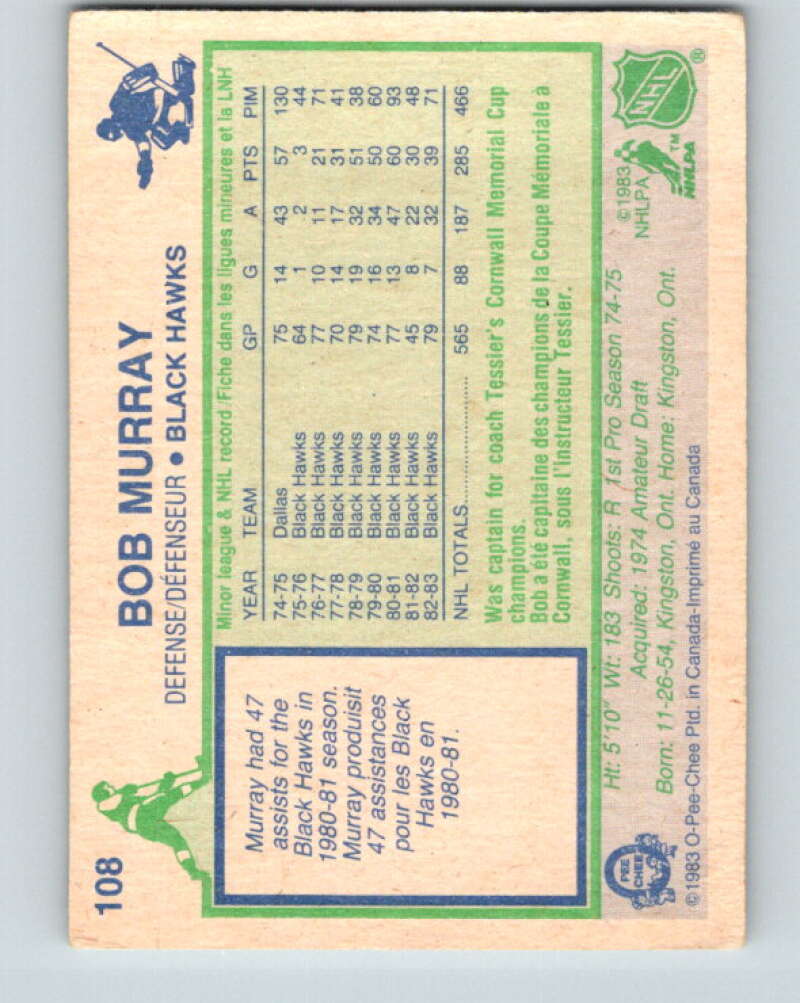 108
BOB MURRAY
DEFENSE/DÉFENSEUR • BLACK HAWKS
Murray had 47
assists for the
Black Hawks in
1980-81 season.
Murray produisit
47 assistances
pour les Black
Hawks en
1980-81.
Minor league & NHL record/Fiche dans les ligues mineures et la LNH
YEAR TEAM GP G A PTS PIM
74-75 Dallas 75 14 43 57 130
75-76 Black Hawks 64 1 2 3 44
76-77 Black Hawks 77 10 11 21 71
77-78 Black Hawks 70 14 17 31 41
78-79 Black Hawks 79 19 32 51 38
79-80 Black Hawks 74 16 34 50 60
80-81 Black Hawks 77 13 47 60 93
81-82 Black Hawks 45 8 22 30 48
82-83 Black Hawks 79 7 32 39 71
NHL TOTALS.................. 565 88 187 285 466
Was captain for coach Tessier's Cornwall Memorial Cup
champions.
Bob a été capitaine des champions de la Coupe Mémoriale à
Cornwall, sous l'instructeur Tessier.
Ht: 5'10" Wt: 183 Shoots: R 1st Pro Season 74-75
Acquired: 1974 Amateur Draft
Born: 11-26-54, Kingston, Ont. Home: Kingston, Ont.
©1983 O-Pee-Chee Ptd. in Canada-Imprimé au Canada
O PEE CHEE
©1983
NHLPA
NHLPA™
NHL®